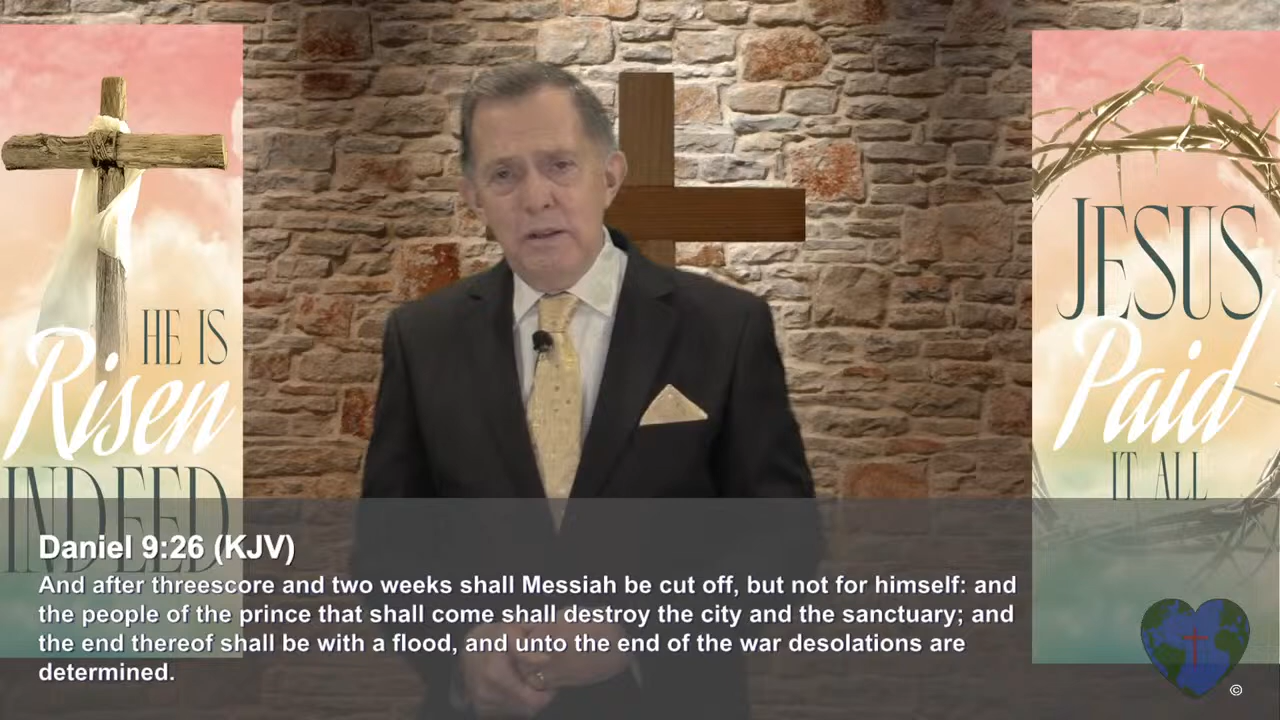 HE IS
Risen
INDEED
JESUS
Paid
IT ALL
Daniel 9:26 (KJV)
And after threescore and two weeks shall Messiah be cut off, but not for himself: and
the people of the prince that shall come shall destroy the city and the sanctuary; and
the end thereof shall be with a flood, and unto the end of the war desolations are
determined.
©